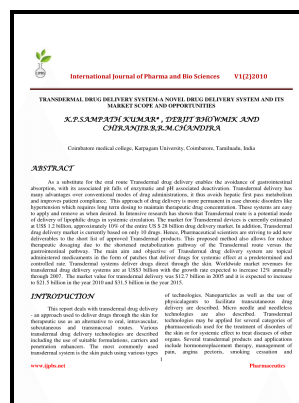 International Journal of Pharma and Bio Sciences V1(2)2010
TRANSDERMAL DRUG DELIVERY SYSTEM-A NOVEL DRUG DELIVERY SYSTEM AND ITS
MARKET SCOPE AND OPPORTUNITIES
K.P.SAMPATH KUMAR*, DEBJIT BHOWMIK AND
CHIRANJIB.B,R.M.CHANDIRA
Coimbatore medical college, Karpagam University, Coimbatore, Tamilnadu, India
ABSTRACT
As a substitute for the oral route Transdermal drug delivery enables the avoidance of gastrointestinal
absorption, with its associated pit falls of enzymatic and pH associated deactivation. Transdermal delivery has
many advantages over conventional modes of drug administrations, it thus avoids hepatic first pass metabolism
and improves patient compliance. This approach of drug delivery is more pertinent in case chronic disorders like
hypertension which requires long term dosing to maintain therapeutic drug concentration. These systems are easy
to apply and remove as when desired. In Intensive research has shown that Transdermal route is a potential mode
of delivery of lipophilic drugs in systemic circulation. The market for Transdermal devices is currently estimated
at US$ 1.2 billions, approximately 10% of the entire US $ 28 billion drug delivery market. In addition, Transdermal
drug delivery market is currently based on only 10 drugs. Hence, Pharmaceutical Scientists are striving to add new
deliverables to the short list of approved Transdermal products. This proposed method also allows for reduce
therapeutic dosaging due to the shortened metabolization pathway of the Transdermal route versus the
gastrointestinal pathway. The main aim and objective of Transdermal drug delivery system are topical
administered medicaments in the form of patches that deliver drugs for systemic effect at a predetermined and
controlled rate. Transdermal systems deliver drugs direct through the skin. Worldwide market revenues for
transdermal drug delivery systems are US$3 billion with the growth rate expected to increase 12% annually
through 2007. The market value for transdermal delivery was $12.7 billion in 2005 and it is expected to increase
to $21.5 billion in the year 2010 and $31.5 billion in the year 2015.
INTRODUCTION
This report deals with transdermal drug delivery
- an approach used to deliver drugs through the skin for
therapeutic use as an alternative to oral, intravascular,
subcutaneous and transmucosal routes. Various
transdermal drug delivery technologies are described
including the use of suitable formulations, carriers and
penetration enhancers. The most commonly used
transdermal system is the skin patch using various types
of technologies. Nanoparticles as well as the use of
physicalagents to facilitate transcutaneous drug
delivery are described. Micro needle and needleless
technologies are also described. Transdermal
technologies may be applied for several categories of
pharmaceuticals used for the treatment of disorders of
the skin or for systemic effect to treat diseases of other
organs. Several transdermal products and applications
include hormonereplacement therapy, management of
pain, angina pectoris, smoking cessation and
www.ijpbs.net
Pharmaceutics